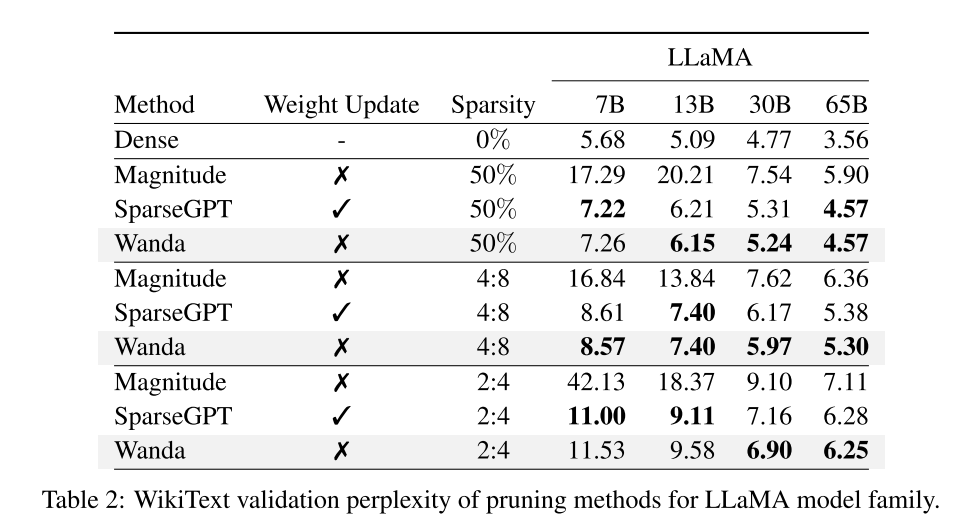 LLaMA
Method Weight Update Sparsity 7B 13B 30B 65B
Dense - 0% 5.68 5.09 4.77 3.56
Magnitude ✗ 50% 17.29 20.21 7.54 5.90
SparseGPT ✓ 50% 7.22 6.21 5.31 4.57
Wanda ✗ 50% 7.26 6.15 5.24 4.57
Magnitude ✗ 4:8 16.84 13.84 7.62 6.36
SparseGPT ✓ 4:8 8.61 7.40 6.17 5.38
Wanda ✗ 4:8 8.57 7.40 5.97 5.30
Magnitude ✗ 2:4 42.13 18.37 9.10 7.11
SparseGPT ✓ 2:4 11.00 9.11 7.16 6.28
Wanda ✗ 2:4 11.53 9.58 6.90 6.25
Table 2: WikiText validation perplexity of pruning methods for LLaMA model family.